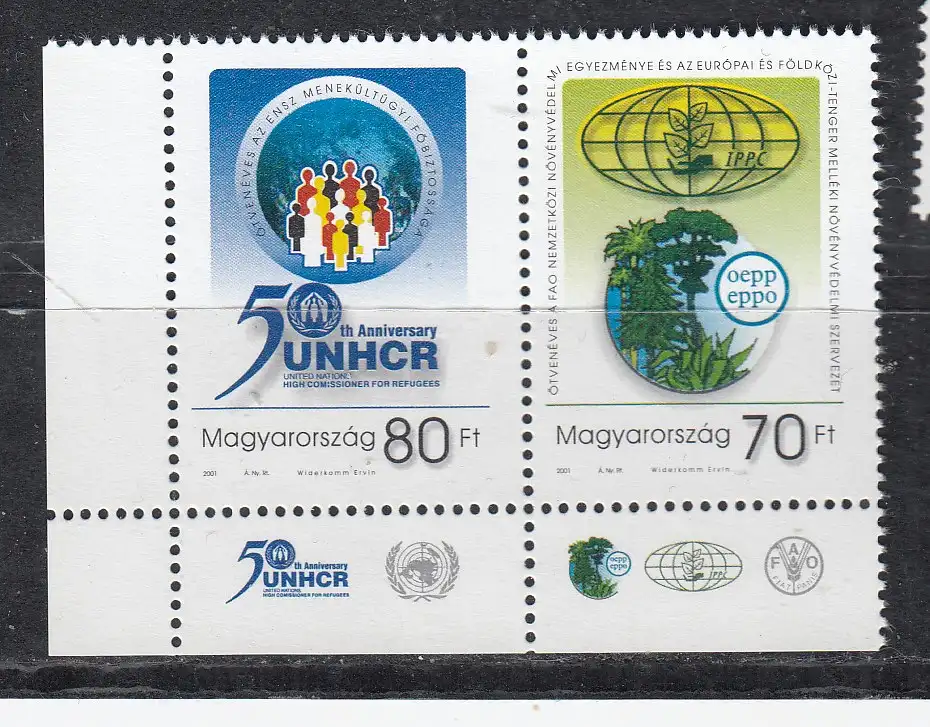 ÖTVENÉVES AZ ENSZ MENEKÜLTÜGYI FŐBIZTOSSÁGA
50th Anniversary
UNHCR
UNITED NATIONS
HIGH COMISSIONER FOR REFUGEES
Magyarország 80 Ft
2001 Á. Ny. Rt. Widerkomm Ervin
ÖTVENÉVES A FAO NEMZETKÖZI NÖVÉNYVÉDELMI EGYEZMÉNYE ÉS AZ EURÓPAI ÉS FÖLDKÖZI-TENGER MELLÉKI NÖVÉNYVÉDELMI SZERVEZET
IPPC
oepp
eppo
Magyarország 70 Ft
2001 Á. Ny. Rt. Widerkomm Ervin
50th Anniversary
UNHCR
UNITED NATIONS
HIGH COMISSIONER FOR REFUGEES
oepp
eppo
IPPC
FAO
FIAT PANIS